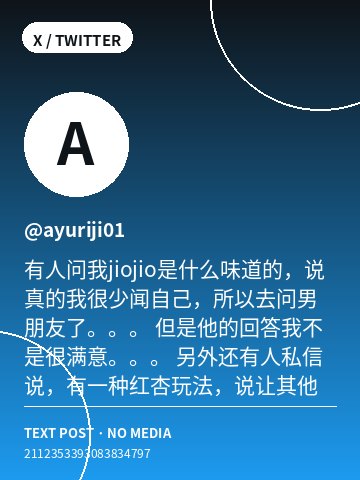 X / TWITTER
A
@ayuriji01
有人问我jiojio是什么味道的，说
真的我很少闻自己，所以去问男
朋友了。。。 但是他的回答我不
是很满意。。。 另外还有人私信
说，有一种红杏玩法，说让其他
TEXT POST · NO MEDIA
2112353393083834797